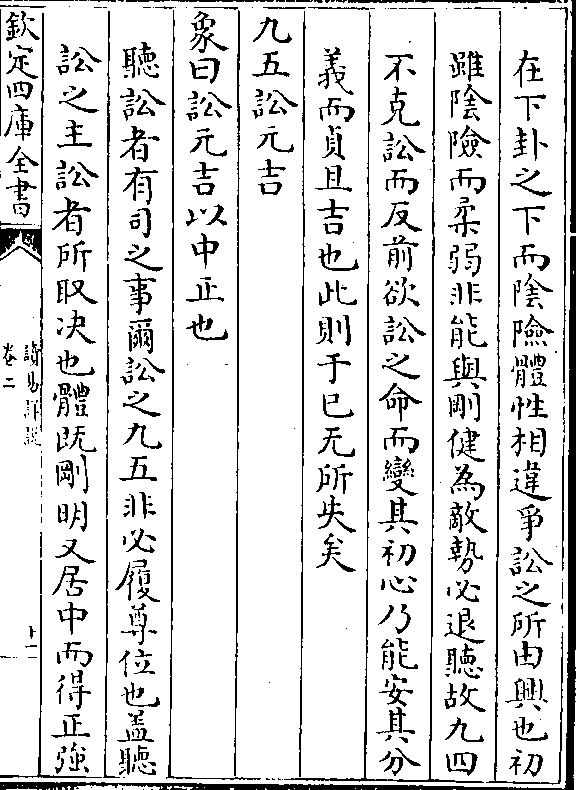 在下卦之下而陰險體性相違爭訟之所由興也初
雖陰險而柔弱非能與剛健為敵勢必退聽故九四
不克訟而反前欲訟之命而變其初心乃能安其分
義而貞且吉也此則于已无所失矣
九五訟元吉
象曰訟元吉以中正也
聽訟者有司之事爾訟之九五非必履尊位也盖聽
訟之主訟者所取决也體既剛明又居中而得正強
欽定四庫全書
讀易詳說
卷二
十一